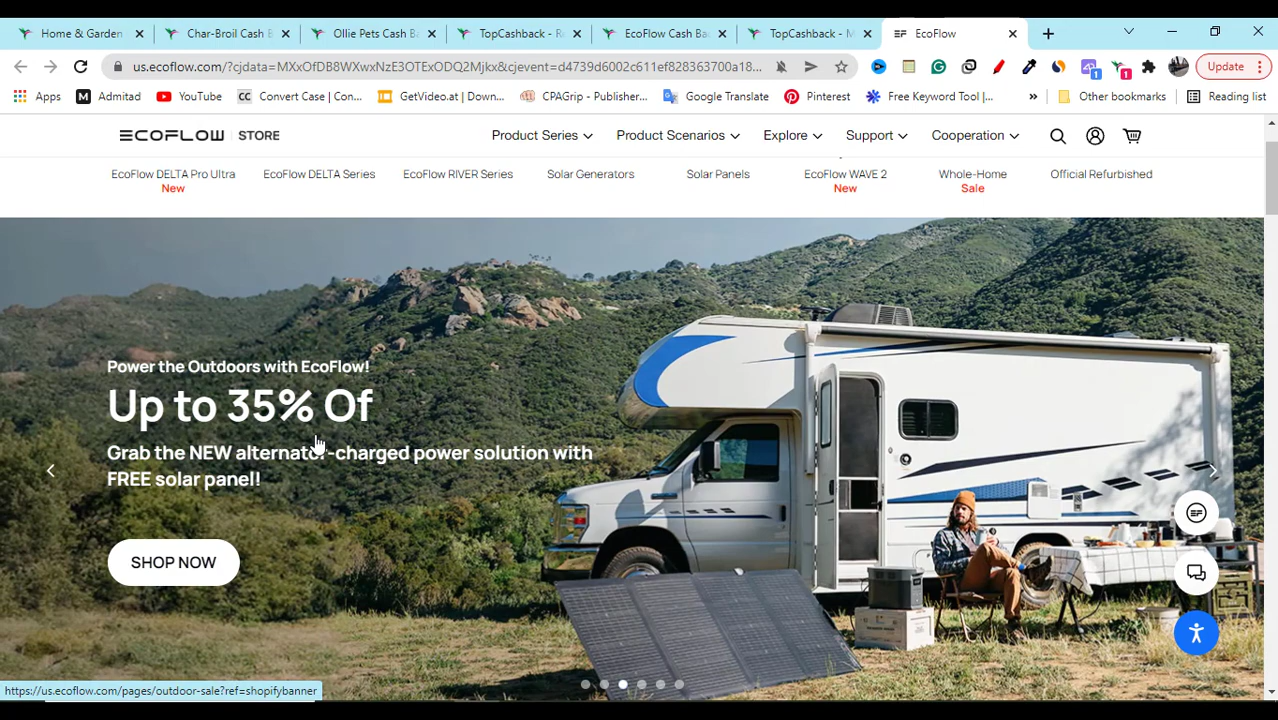 Home & Garden
Char-Broil Cash B
Ollie Pets Cash Ba
TopCashback - Re
EcoFlow Cash Bac
TopCashback - M
EcoFlow
us.ecoflow.com/?cjdata=MXxOfDB8WXwxNzE3OTExODQ2Mjkx&cjevent=d4739d6002c611ef828363700a18...
Update
Apps
Admitad
YouTube
CC Convert Case | Con...
GetVideo.at | Down...
CPAGrip - Publisher...
Google Translate
Pinterest
Free Keyword Tool |...
»
Other bookmarks
Reading list
ECOFLOW STORE
Product Series
Product Scenarios
Explore
Support
Cooperation
EcoFlow DELTA Pro Ultra
New
EcoFlow DELTA Series
EcoFlow RIVER Series
Solar Generators
Solar Panels
EcoFlow WAVE 2
New
Whole-Home
Sale
Official Refurbished
Power the Outdoors with EcoFlow!
Up to 35% Of
Grab the NEW alternator-charged power solution with
FREE solar panel!
SHOP NOW
https://us.ecoflow.com/pages/outdoor-sale?ref=shopifybanner